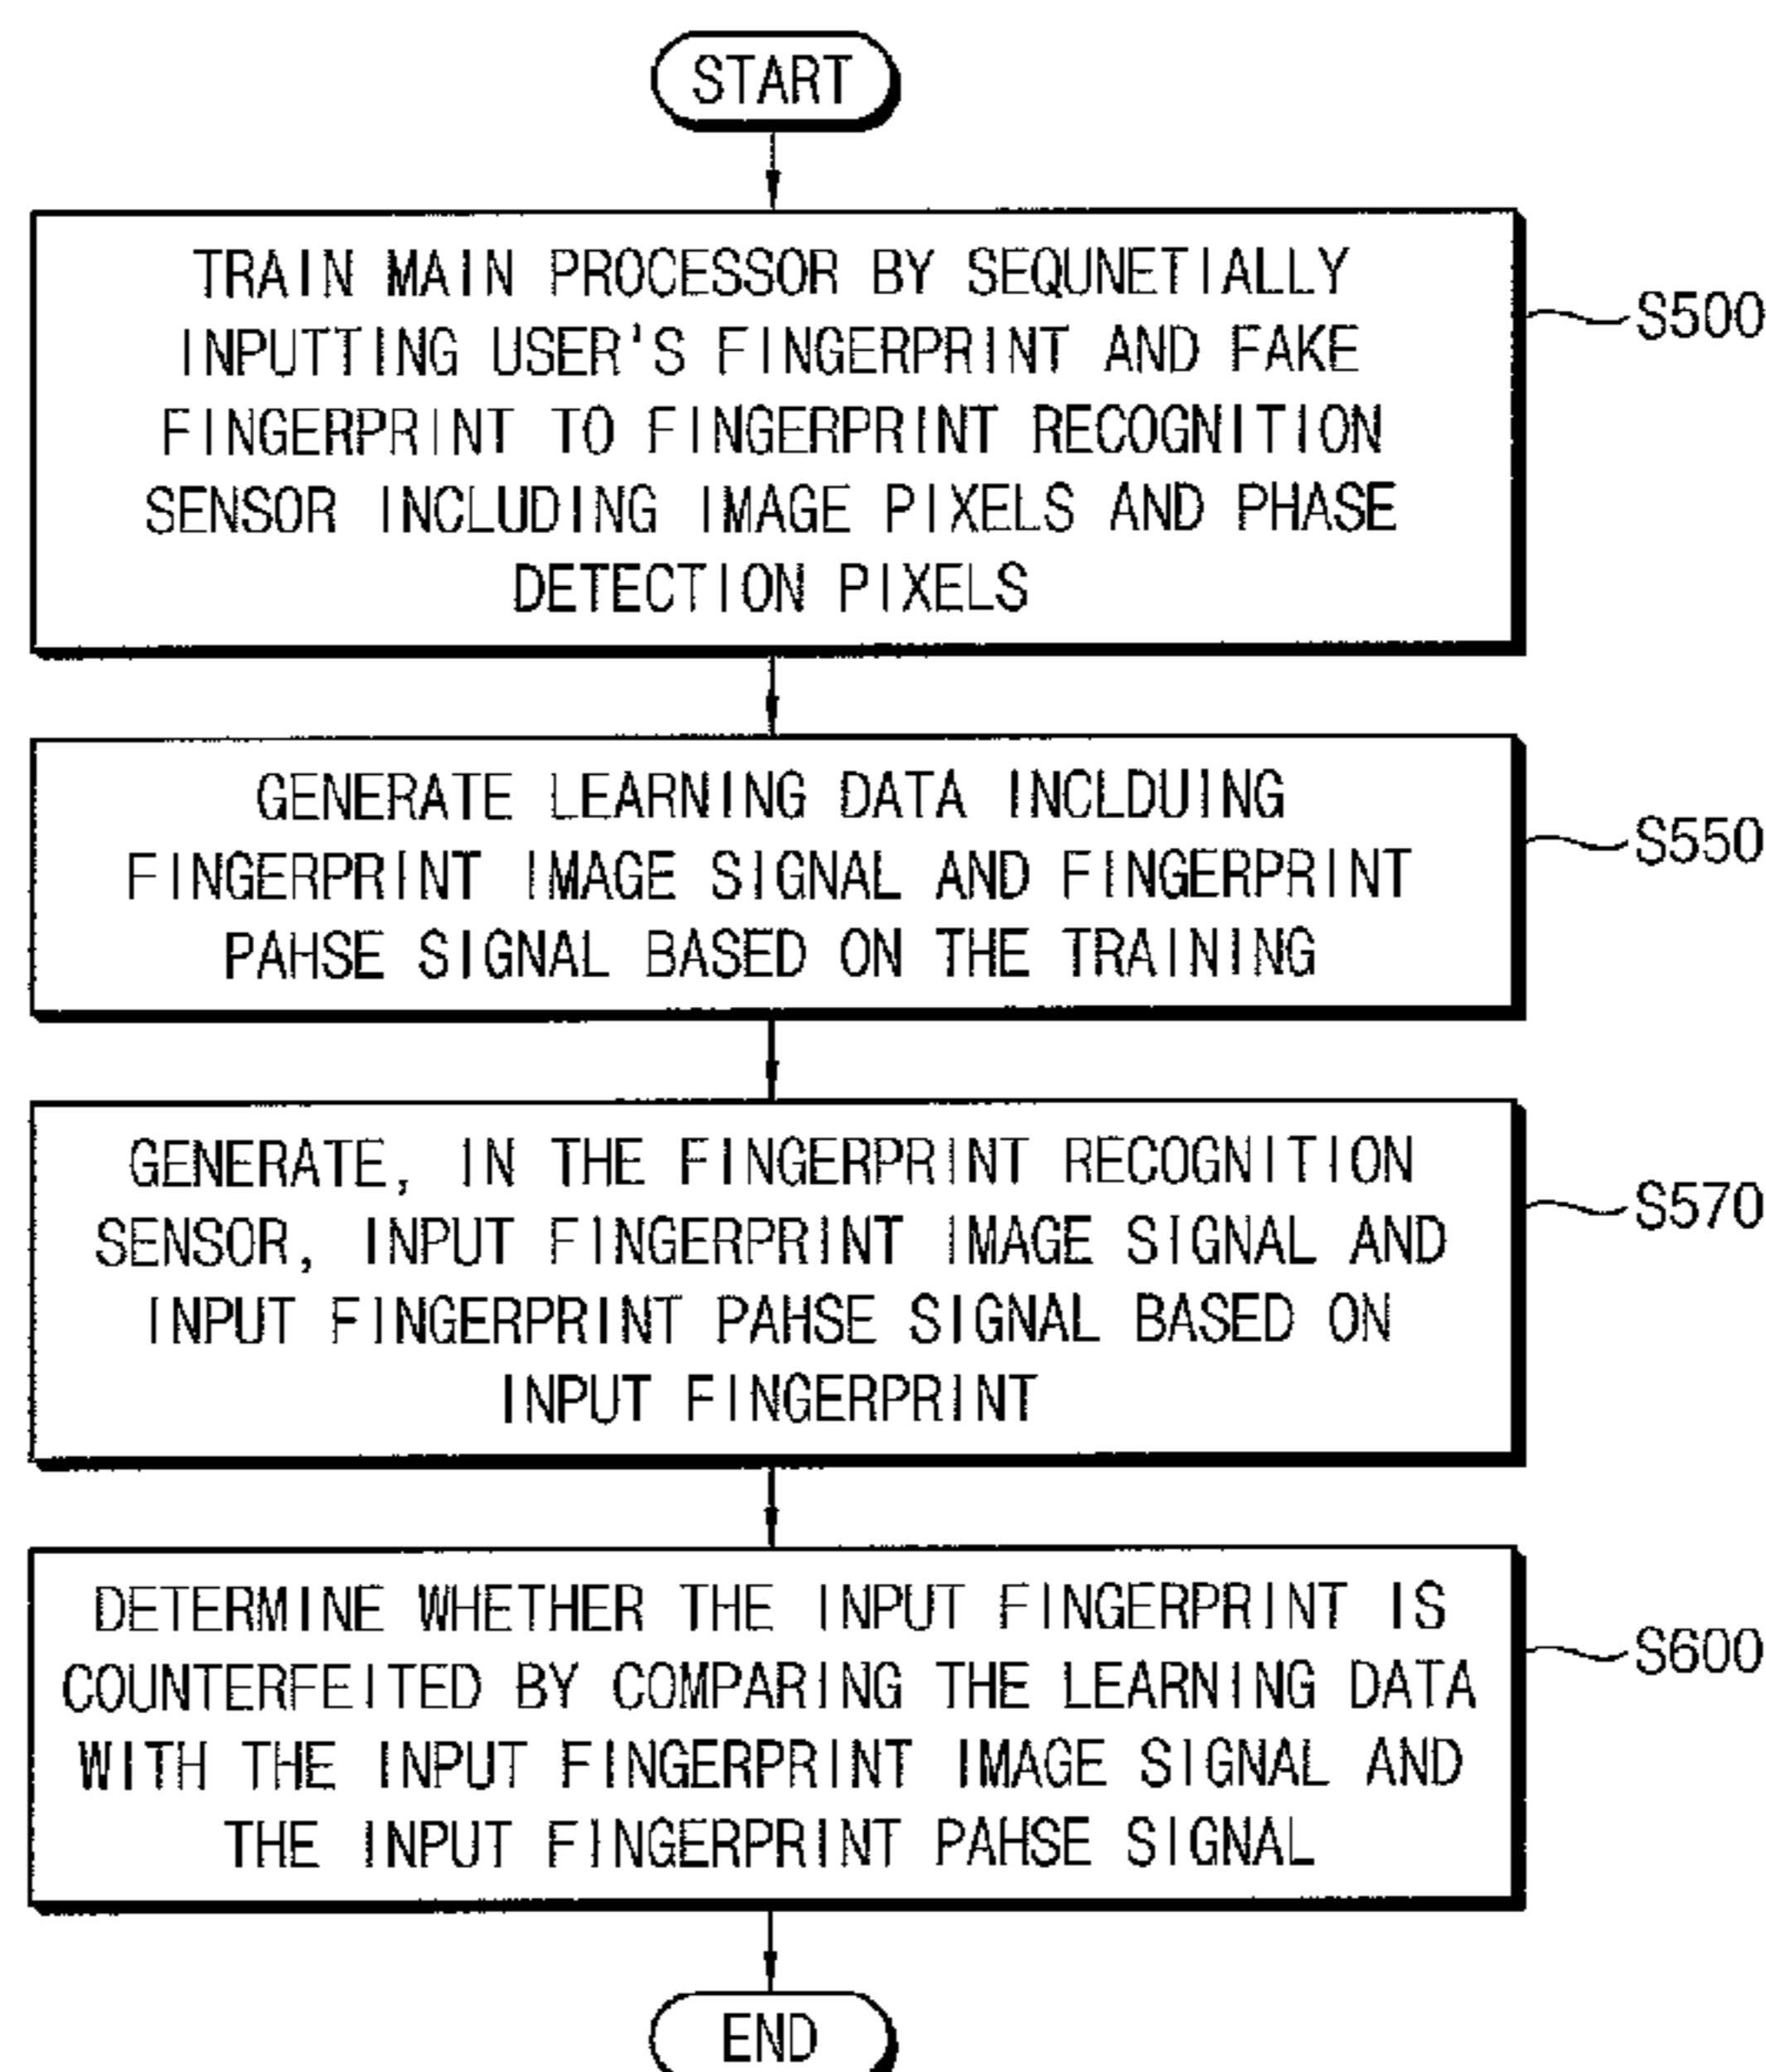 START
TRAIN MAIN PROCESSOR BY SEQUNETIALLY
INPUTTING USER'S FINGERPRINT AND FAKE
FINGERPRINT TO FINGERPRINT RECOGNITION
SENSOR INCLUDING IMAGE PIXELS AND PHASE
DETECTION PIXELS
S500
GENERATE LEARNING DATA INCLDUING
FINGERPRINT IMAGE SIGNAL AND FINGERPRINT
PAHSE SIGNAL BASED ON THE TRAINING
S550
GENERATE, IN THE FINGERPRINT RECOGNITION
SENSOR, INPUT FINGERPRINT IMAGE SIGNAL AND
INPUT FINGERPRINT PAHSE SIGNAL BASED ON
INPUT FINGERPRINT
S570
DETERMINE WHETHER THE INPUT FINGERPRINT IS
COUNTERFEITED BY COMPARING THE LEARNING DATA
WITH THE INPUT FINGERPRINT IMAGE SIGNAL AND
THE INPUT FINGERPRINT PAHSE SIGNAL
S600
END